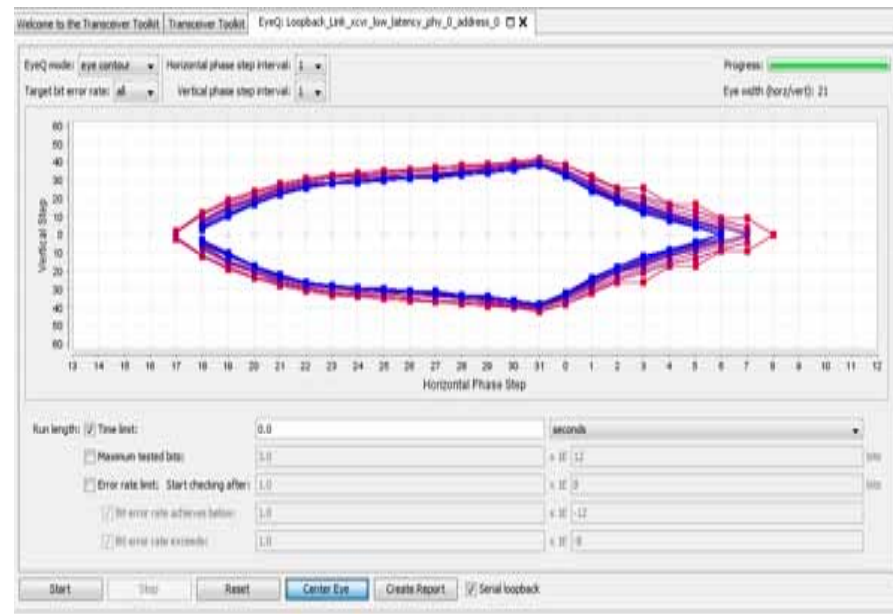 Welcome to the Transceiver Toolkit Transceiver Toolkit EyeQ: Loopback_Link_xcvr_low_latency_phy_0_address_0
EyeQ mode: eye contour Horizontal phase step interval: 1 Progress:
Target bit error rate: all Vertical phase step interval: 1 Eye width (horz/vert): 21
60
50
40
30
20
10
0
10
20
30
40
50
60
Vertical Step
13 14 15 16 17 18 19 20 21 22 23 24 25 26 27 28 29 30 31 0 1 2 3 4 5 6 7 8 9 10 11 12
Horizontal Phase Step
Run length: Time limit: 0.0 seconds
Maximum tested bits: 1.0 x 1E 12 bits
Error rate limit: Start checking after: 1.0 x 1E 8 bits
Bit error rate achieves below: 1.0 x 1E -12
Bit error rate exceeds: 1.0 x 1E
Start Stop Reset Center Eye Create Report Serial loopback